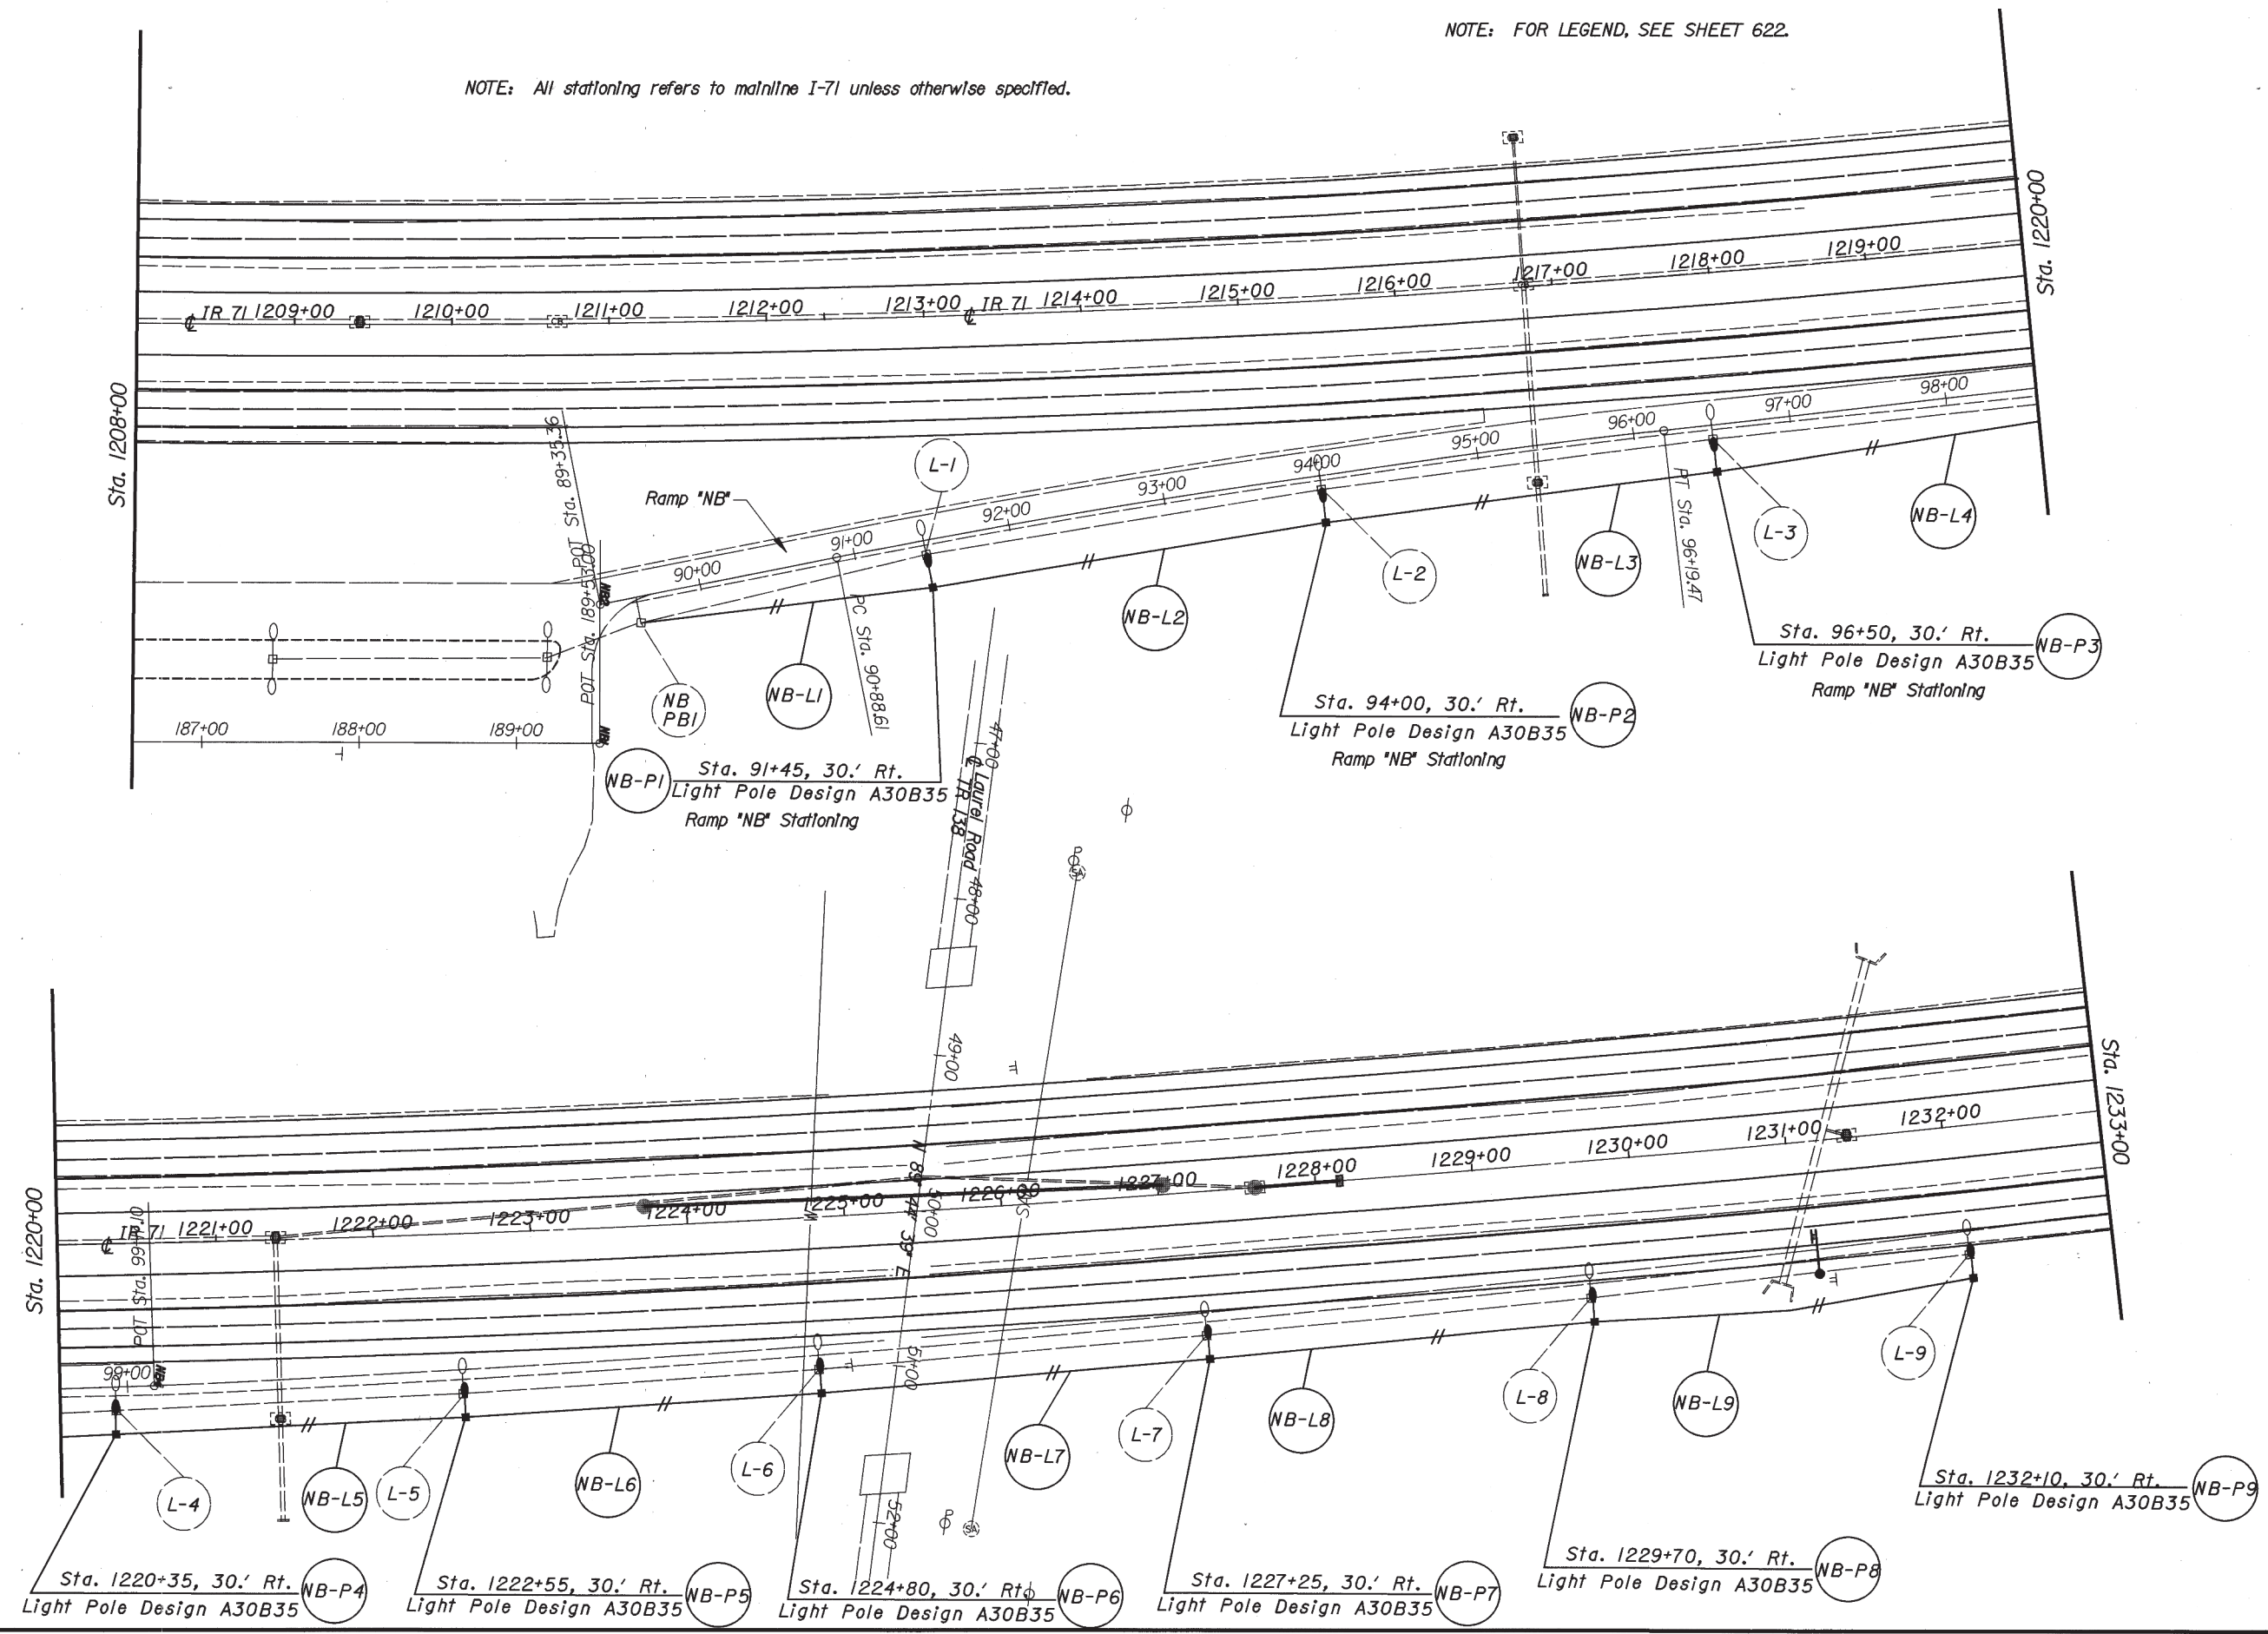 NOTE: FOR LEGEND, SEE SHEET 622.
NOTE: All stationing refers to mainline I-71 unless otherwise specified.
Sta. 1208+00
Sta. 1220+00
℄ IR 71 1209+00
1210+00
1211+00
1212+00
1213+00
℄ IR 71 1214+00
1215+00
1216+00
1217+00
1218+00
1219+00
CB
POT Sta. 89+35.36
POT Sta. 189+53.00
Ramp "NB"
90+00
91+00
92+00
93+00
94+00
95+00
96+00
97+00
98+00
L-1
L-2
L-3
NB2
NB
PB1
NB-L1
NB-L2
NB-L3
NB-L4
PC Sta. 90+88.61
PT Sta. 96+19.47
187+00
188+00
189+00
T
NB-P1
Sta. 91+45, 30.' Rt.
Light Pole Design A30B35
Ramp "NB" Stationing
Sta. 94+00, 30.' Rt.
Light Pole Design A30B35
NB-P2
Ramp "NB" Stationing
Sta. 96+50, 30.' Rt.
Light Pole Design A30B35
NB-P3
Ramp "NB" Stationing
47+00
℄ Laurel Road 48+00
TR 138
49+00
50+00
51+00
52+00
N 89° 44' 39" E
Sta. 1220+00
Sta. 1233+00
℄ IR 71 1221+00
1222+00
1223+00
1224+00
1225+00
1226+00
1227+00
1228+00
1229+00
1230+00
1231+00
1232+00
99+00
L-4
NB-L5
L-5
NB-L6
L-6
NB-L7
L-7
NB-L8
L-8
NB-L9
L-9
Sta. 1220+35, 30.' Rt.
Light Pole Design A30B35
NB-P4
Sta. 1222+55, 30.' Rt.
Light Pole Design A30B35
NB-P5
Sta. 1224+80, 30.' Rt
Light Pole Design A30B35
NB-P6
Sta. 1227+25, 30.' Rt.
Light Pole Design A30B35
NB-P7
Sta. 1229+70, 30.' Rt.
Light Pole Design A30B35
NB-P8
Sta. 1232+10, 30.' Rt.
Light Pole Design A30B35
NB-P9